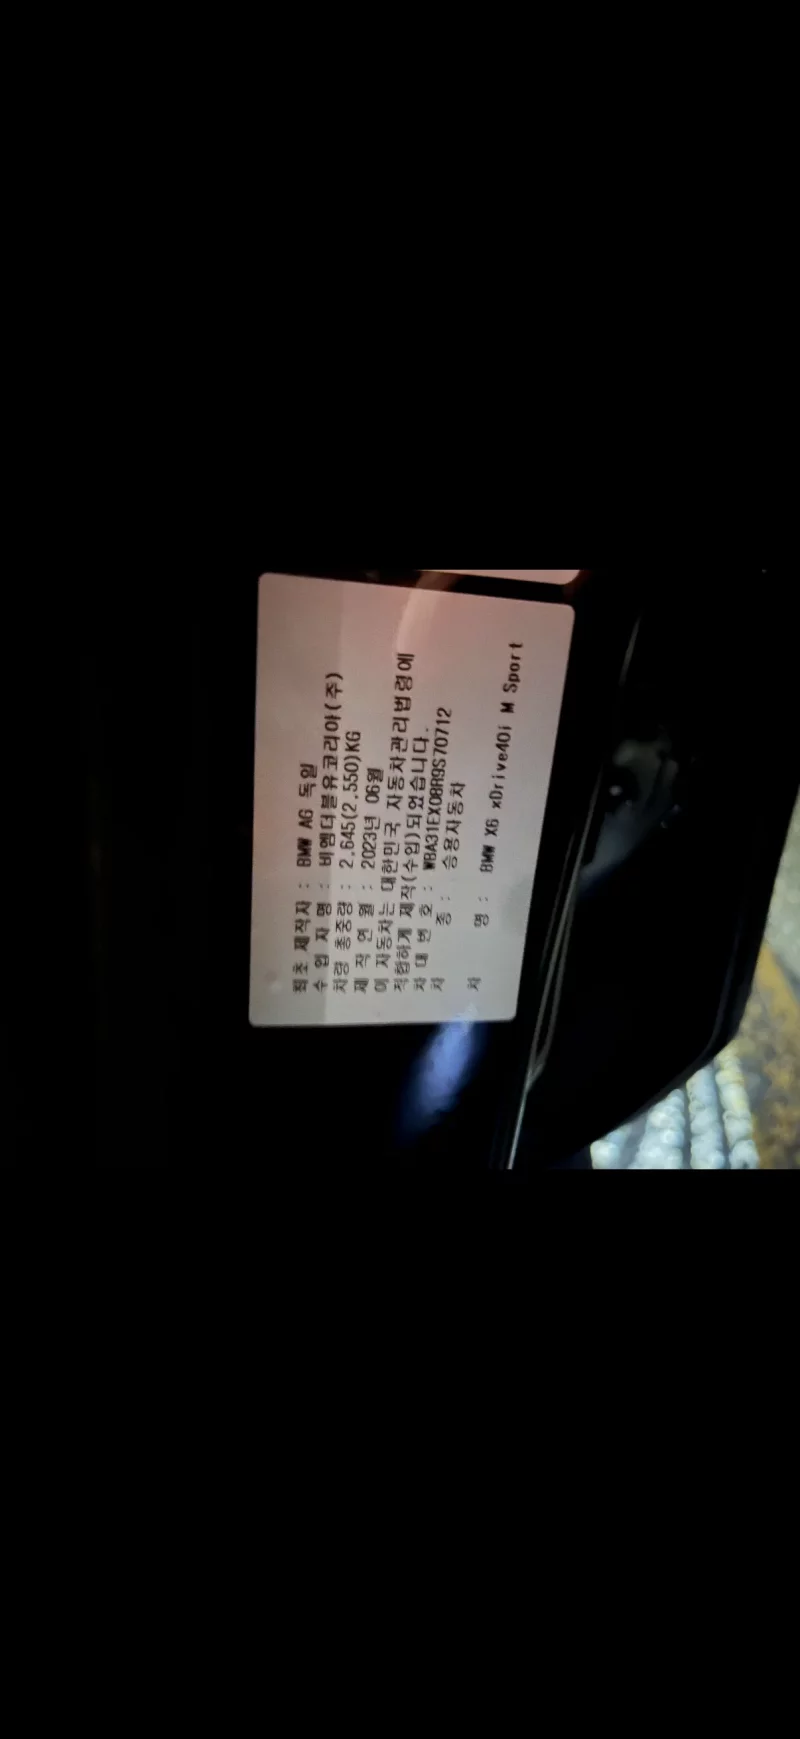 최초 제작자 : BMW AG 독일
수 입 자 명 : 비엠더블유코리아(주)
차량 총중량 : 2,645(2,550)KG
제 작 연 월 : 2023년 06월
이 자동차는 대한민국 자동차관리법령에
적합하게 제작(수입)되었습니다.
차 대 번 호 : WBA31EX08R9S70712
차 종 : 승용자동차
차 명 : BMW X6 xDrive40i M Sport